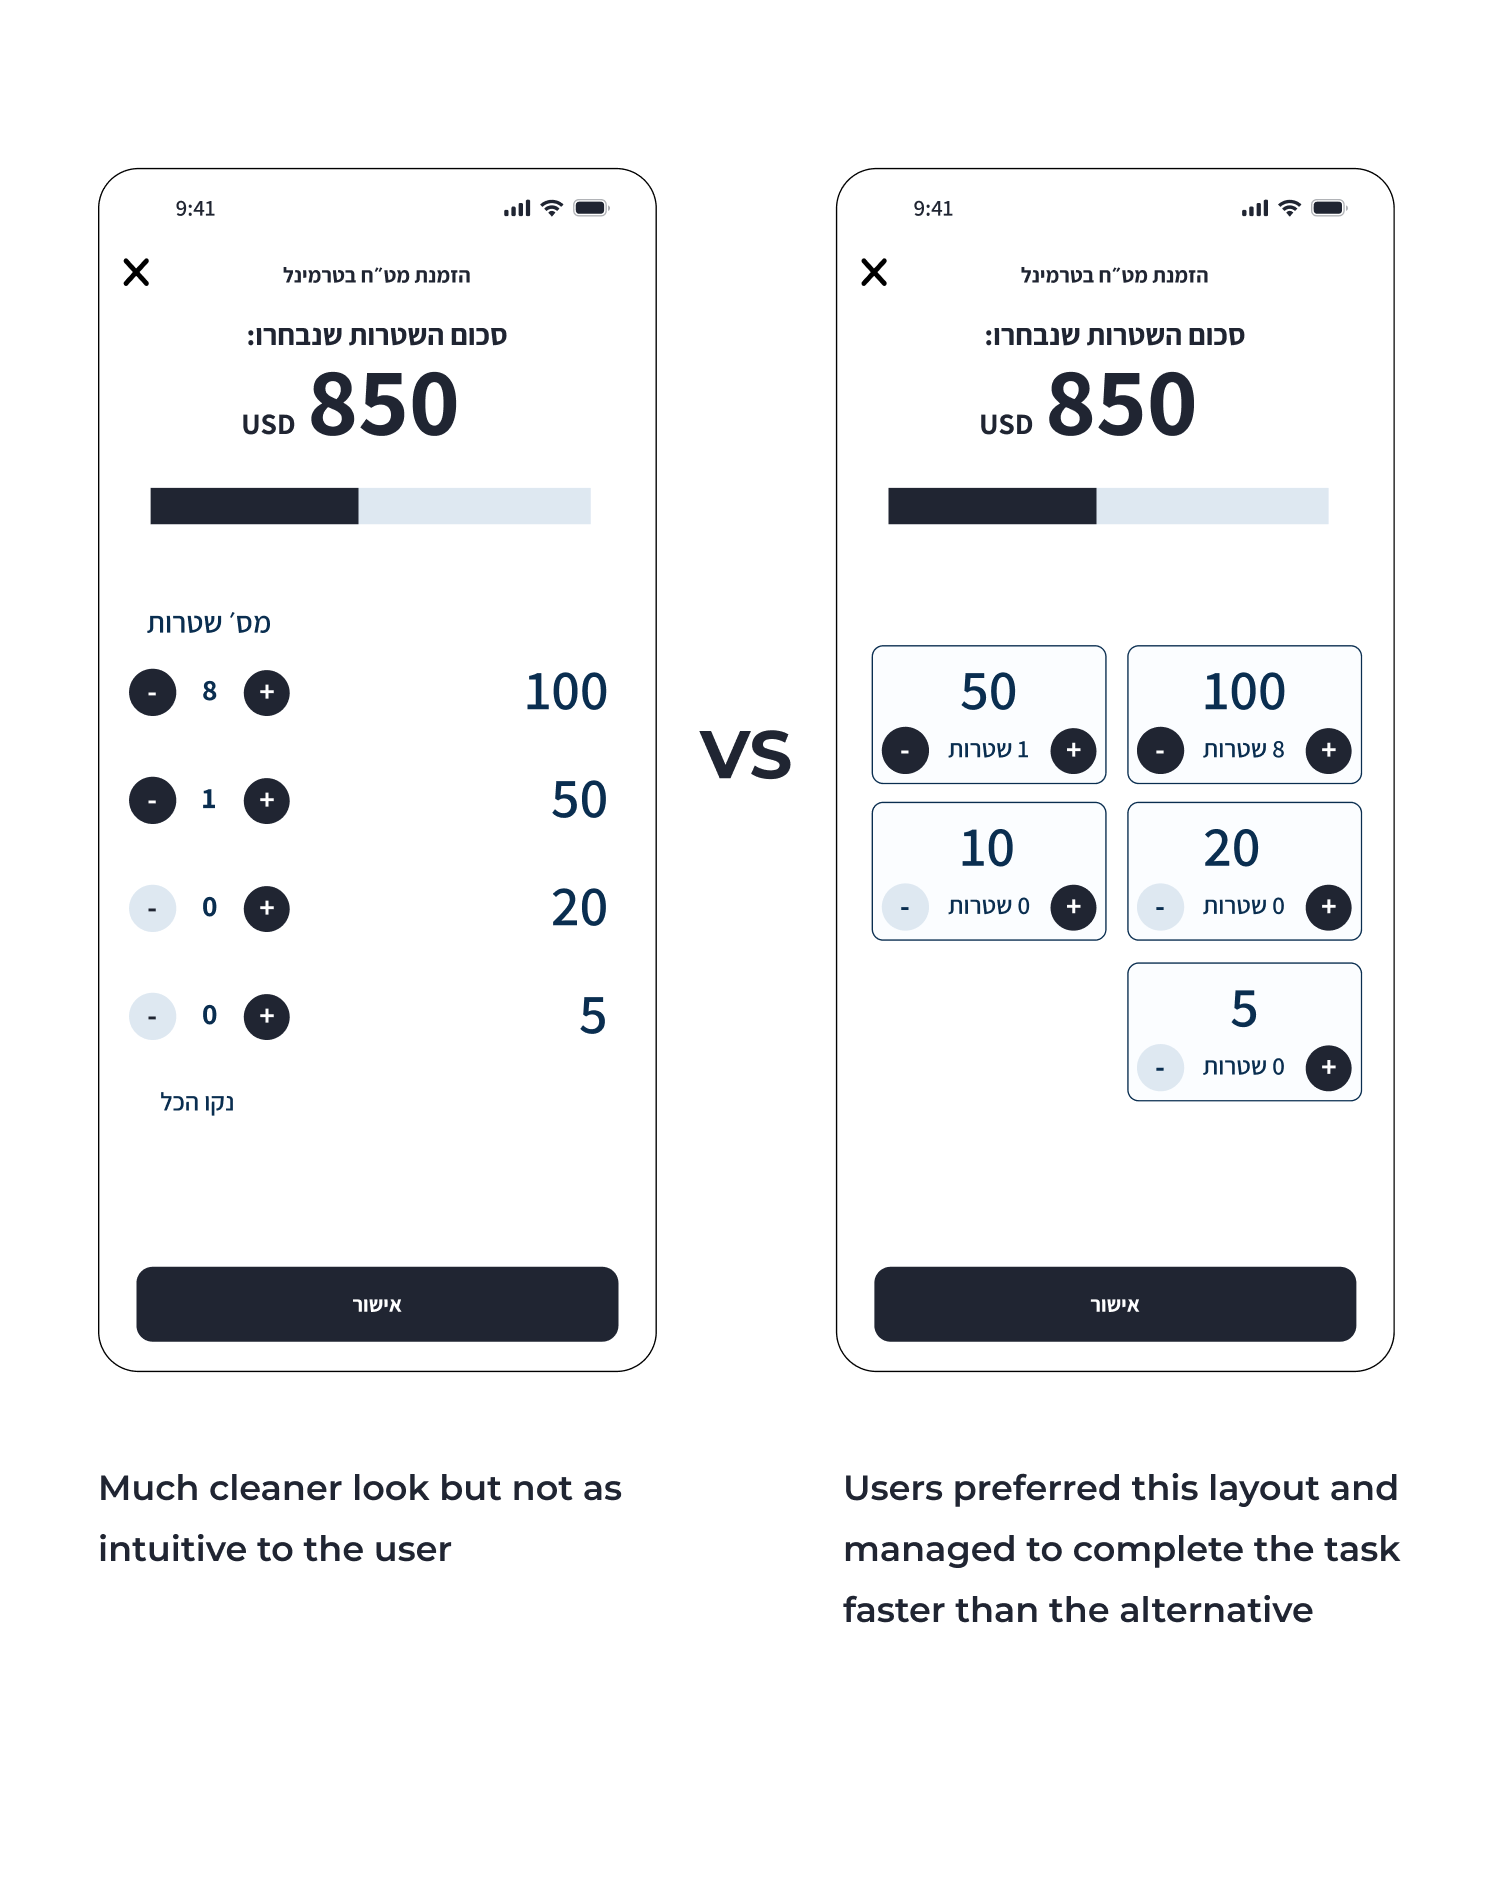 9:41
הזמנת מט״ח בטרמינל
סכום השטרות שנבחרו:
850 USD
מס׳ שטרות
100 + 8 -
50 + 1 -
20 + 0 -
5 + 0 -
נקו הכל
אישור
Much cleaner look but not as
intuitive to the user
VS
9:41
הזמנת מט״ח בטרמינל
סכום השטרות שנבחרו:
850 USD
100
+ 8 שטרות -
50
+ 1 שטרות -
20
+ 0 שטרות -
10
+ 0 שטרות -
5
+ 0 שטרות -
אישור
Users preferred this layout and
managed to complete the task
faster than the alternative